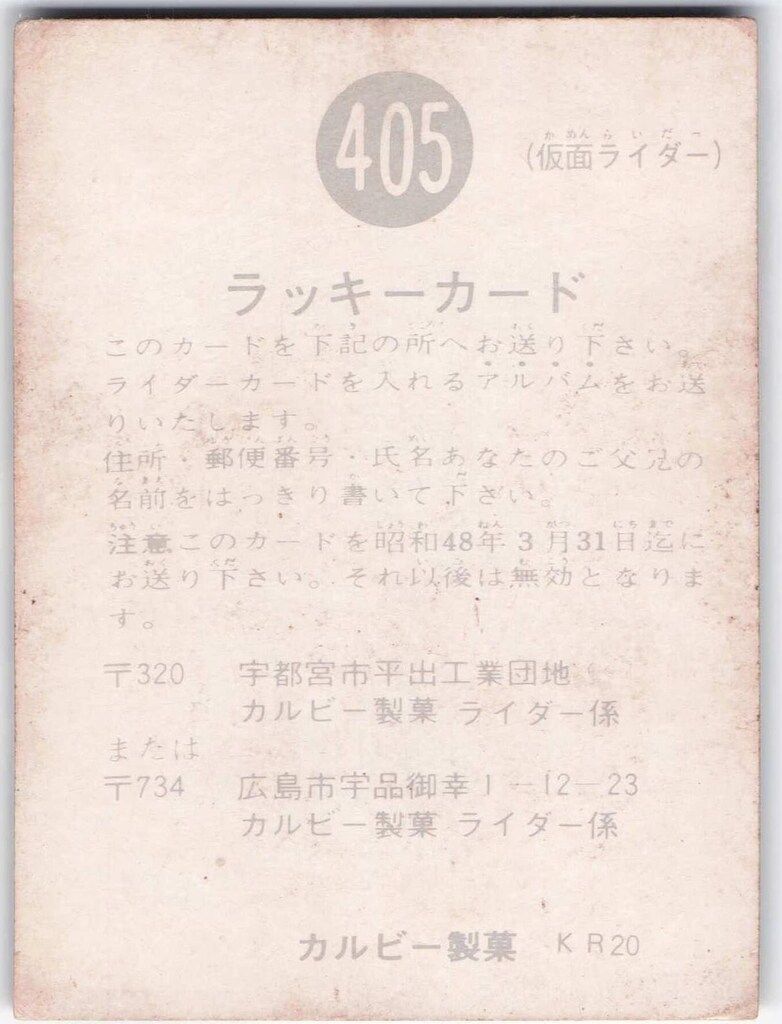 405
(仮面ライダー)
ラッキーカード
このカードを下記の所へお送り下さい。
ライダーカードを入れるアルバムをお送
りいたします。
住所・郵便番号・氏名あなたのご父兄の
名前をはっきり書いて下さい。
注意このカードを昭和48年3月31日迄に
お送り下さい。それ以後は無効となりま
す。
〒320 宇都宮市平出工業団地
カルビー製菓 ライダー係
または
〒734 広島市宇品御幸1-12-23
カルビー製菓 ライダー係
カルビー製菓 KR20